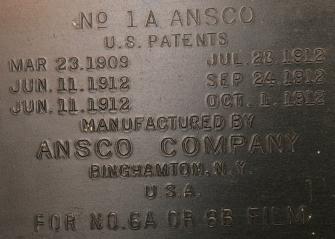 No 1A ANSCO
U.S. PATENTS
MAR 23.1909 JUL 23.1912
JUN.11.1912 SEP 24 1912
JUN.11.1912 OCT. 1. 1912
MANUFACTURED BY
ANSCO COMPANY
BINGHAMTON, N.Y.
U.S.A.
FOR NO.6A OR 6B FILM